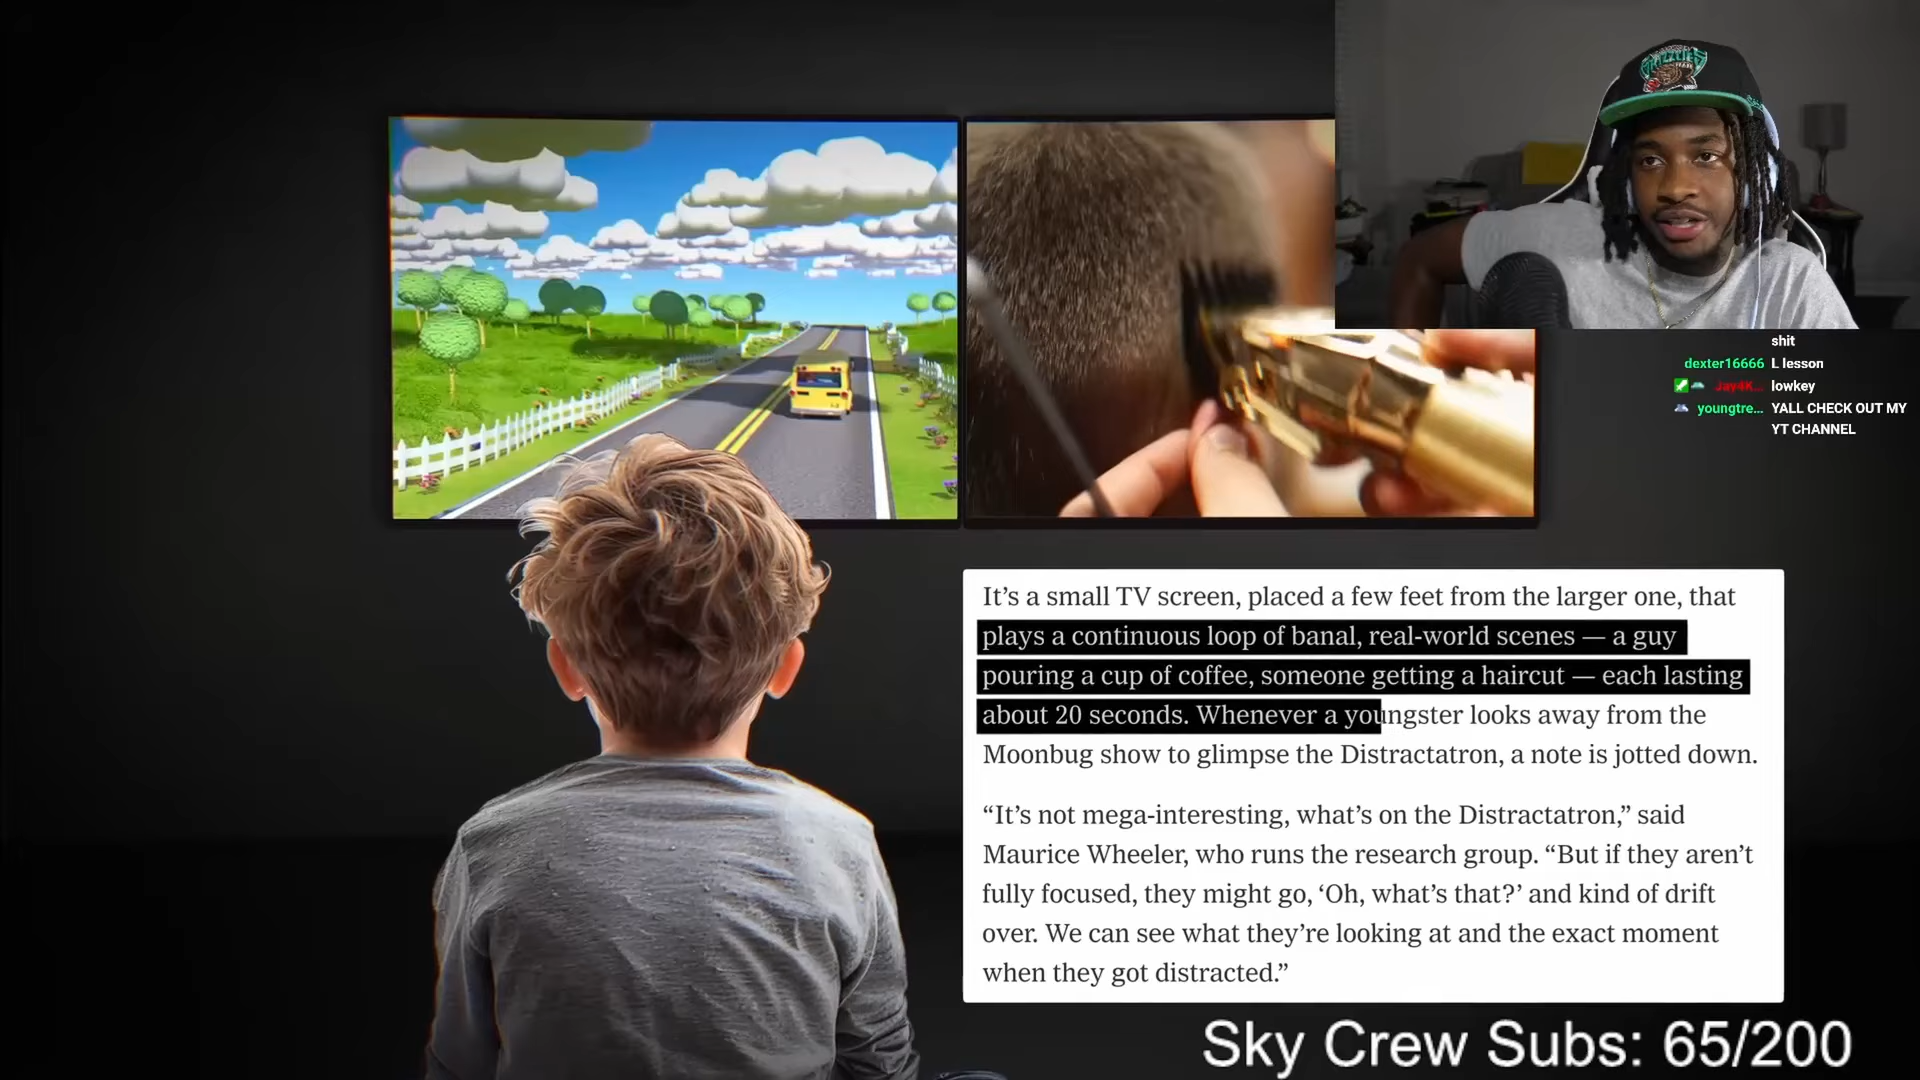 GRIZZLIES
shit
dexter16666 L lesson
Jay4K... lowkey
youngtre... YALL CHECK OUT MY
YT CHANNEL
It’s a small TV screen, placed a few feet from the larger one, that
plays a continuous loop of banal, real-world scenes — a guy
pouring a cup of coffee, someone getting a haircut — each lasting
about 20 seconds. Whenever a youngster looks away from the
Moonbug show to glimpse the Distractatron, a note is jotted down.
“It’s not mega-interesting, what’s on the Distractatron,” said
Maurice Wheeler, who runs the research group. “But if they aren’t
fully focused, they might go, ‘Oh, what’s that?’ and kind of drift
over. We can see what they’re looking at and the exact moment
when they got distracted.”
Sky Crew Subs: 65/200